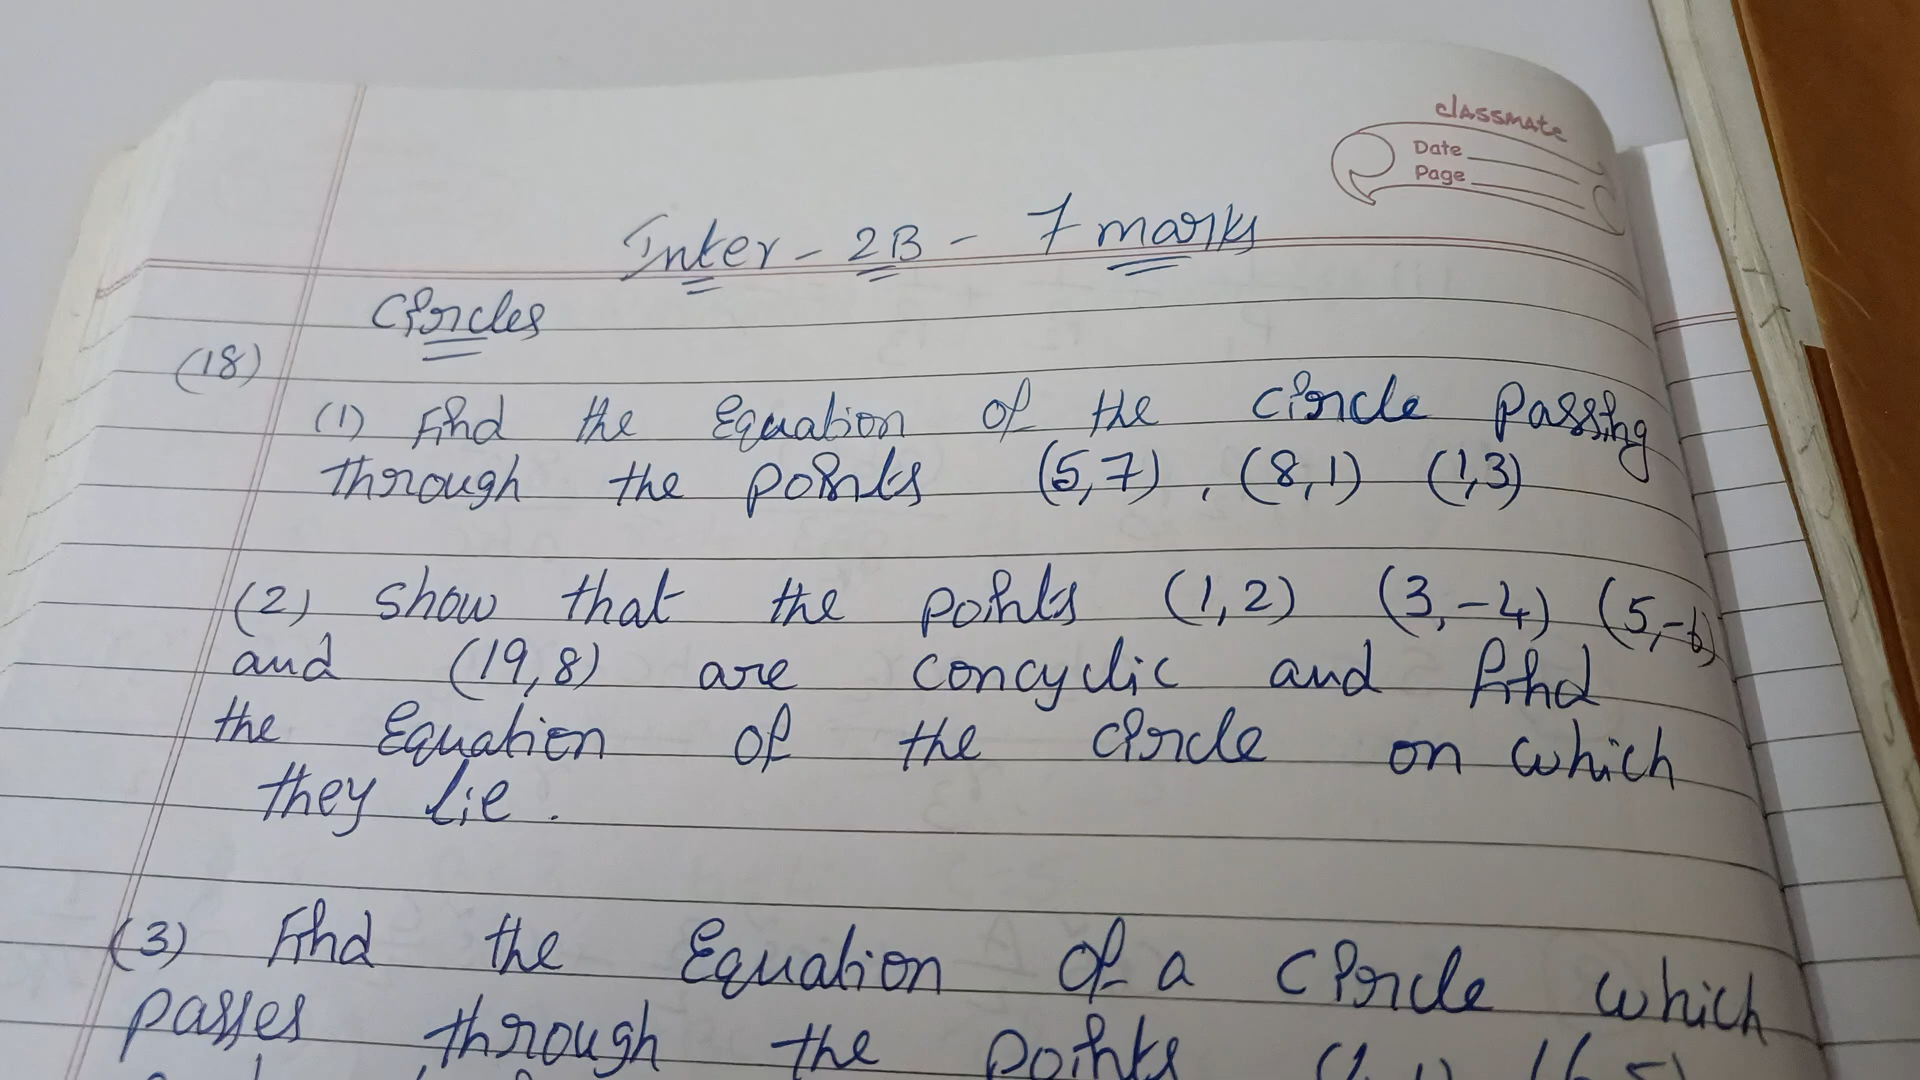 classmate
Date
Page
Inter - 2B - 7 marks
Circles
(18)
(1) Find the Equation of the circle passing
through the points (5,7), (8,1) (1,3)
(2) show that the points (1,2) (3,-4) (5,-6)
and (19,8) are concyclic and find
the Equation of the circle on which
they lie.
(3) Find the Equation of a circle which
passes through the points